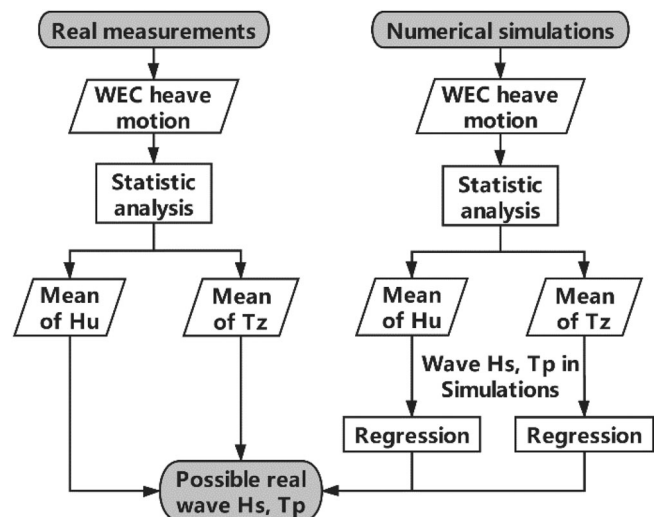 Real measurements
WEC heave
motion
Statistic
analysis
Mean
of Hu
Mean
of Tz
Numerical simulations
WEC heave
motion
Statistic
analysis
Mean
of Hu
Mean
of Tz
Wave Hs, Tp in
Simulations
Regression
Regression
Possible real
wave Hs, Tp